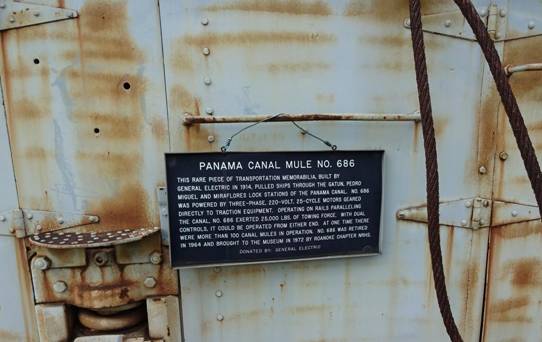 PANAMA CANAL MULE NO. 686
THIS RARE PIECE OF TRANSPORTATION MEMORABILIA, BUILT BY
GENERAL ELECTRIC IN 1914, PULLED SHIPS THROUGH THE GATUN, PEDRO
MIGUEL AND MIRAFLORES LOCK STATIONS OF THE PANAMA CANAL. NO. 686
WAS POWERED BY THREE-PHASE, 220-VOLT, 25-CYCLE MOTORS GEARED
DIRECTLY TO TRACTION EQUIPMENT. OPERATING ON RAILS PARALLELING
THE CANAL, NO. 686 EXERTED 25,000 LBS. OF TOWING FORCE. WITH DUAL
CONTROLS, IT COULD BE OPERATED FROM EITHER END. AT ONE TIME THERE
WERE MORE THAN 100 CANAL MULES IN OPERATION. NO. 686 WAS RETIRED
IN 1964 AND BROUGHT TO THE MUSEUM IN 1972 BY ROANOKE CHAPTER NRHS.
DONATED BY: GENERAL ELECTRIC